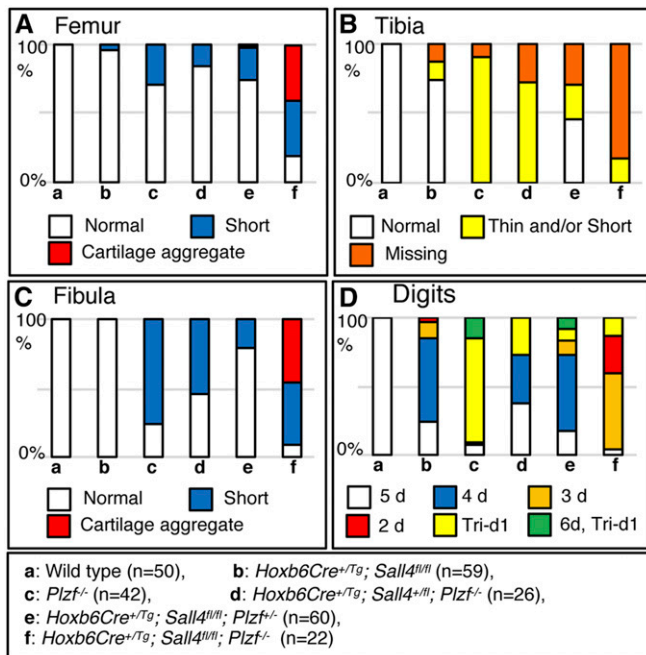 A Femur
100
%
0%
a b c d e f
Normal Short
Cartilage aggregate
B Tibia
100
%
0%
a b c d e f
Normal Thin and/or Short
Missing
C Fibula
100
%
0%
a b c d e f
Normal Short
Cartilage aggregate
D Digits
100
%
0%
a b c d e f
5 d 4 d 3 d
2 d Tri-d1 6d, Tri-d1
a: Wild type (n=50), b: Hoxb6Cre+/Tg; Sall4fl/fl (n=59),
c: Plzf-/- (n=42) d: Hoxb6Cre+/Tg; Sall4+/fl; Plzf-/- (n=26),
e: Hoxb6Cre+/Tg; Sall4fl/fl; Plzf+/- (n=60)
f: Hoxb6Cre+/Tg; Sall4fl/fl; Plzf-/- (n=22)